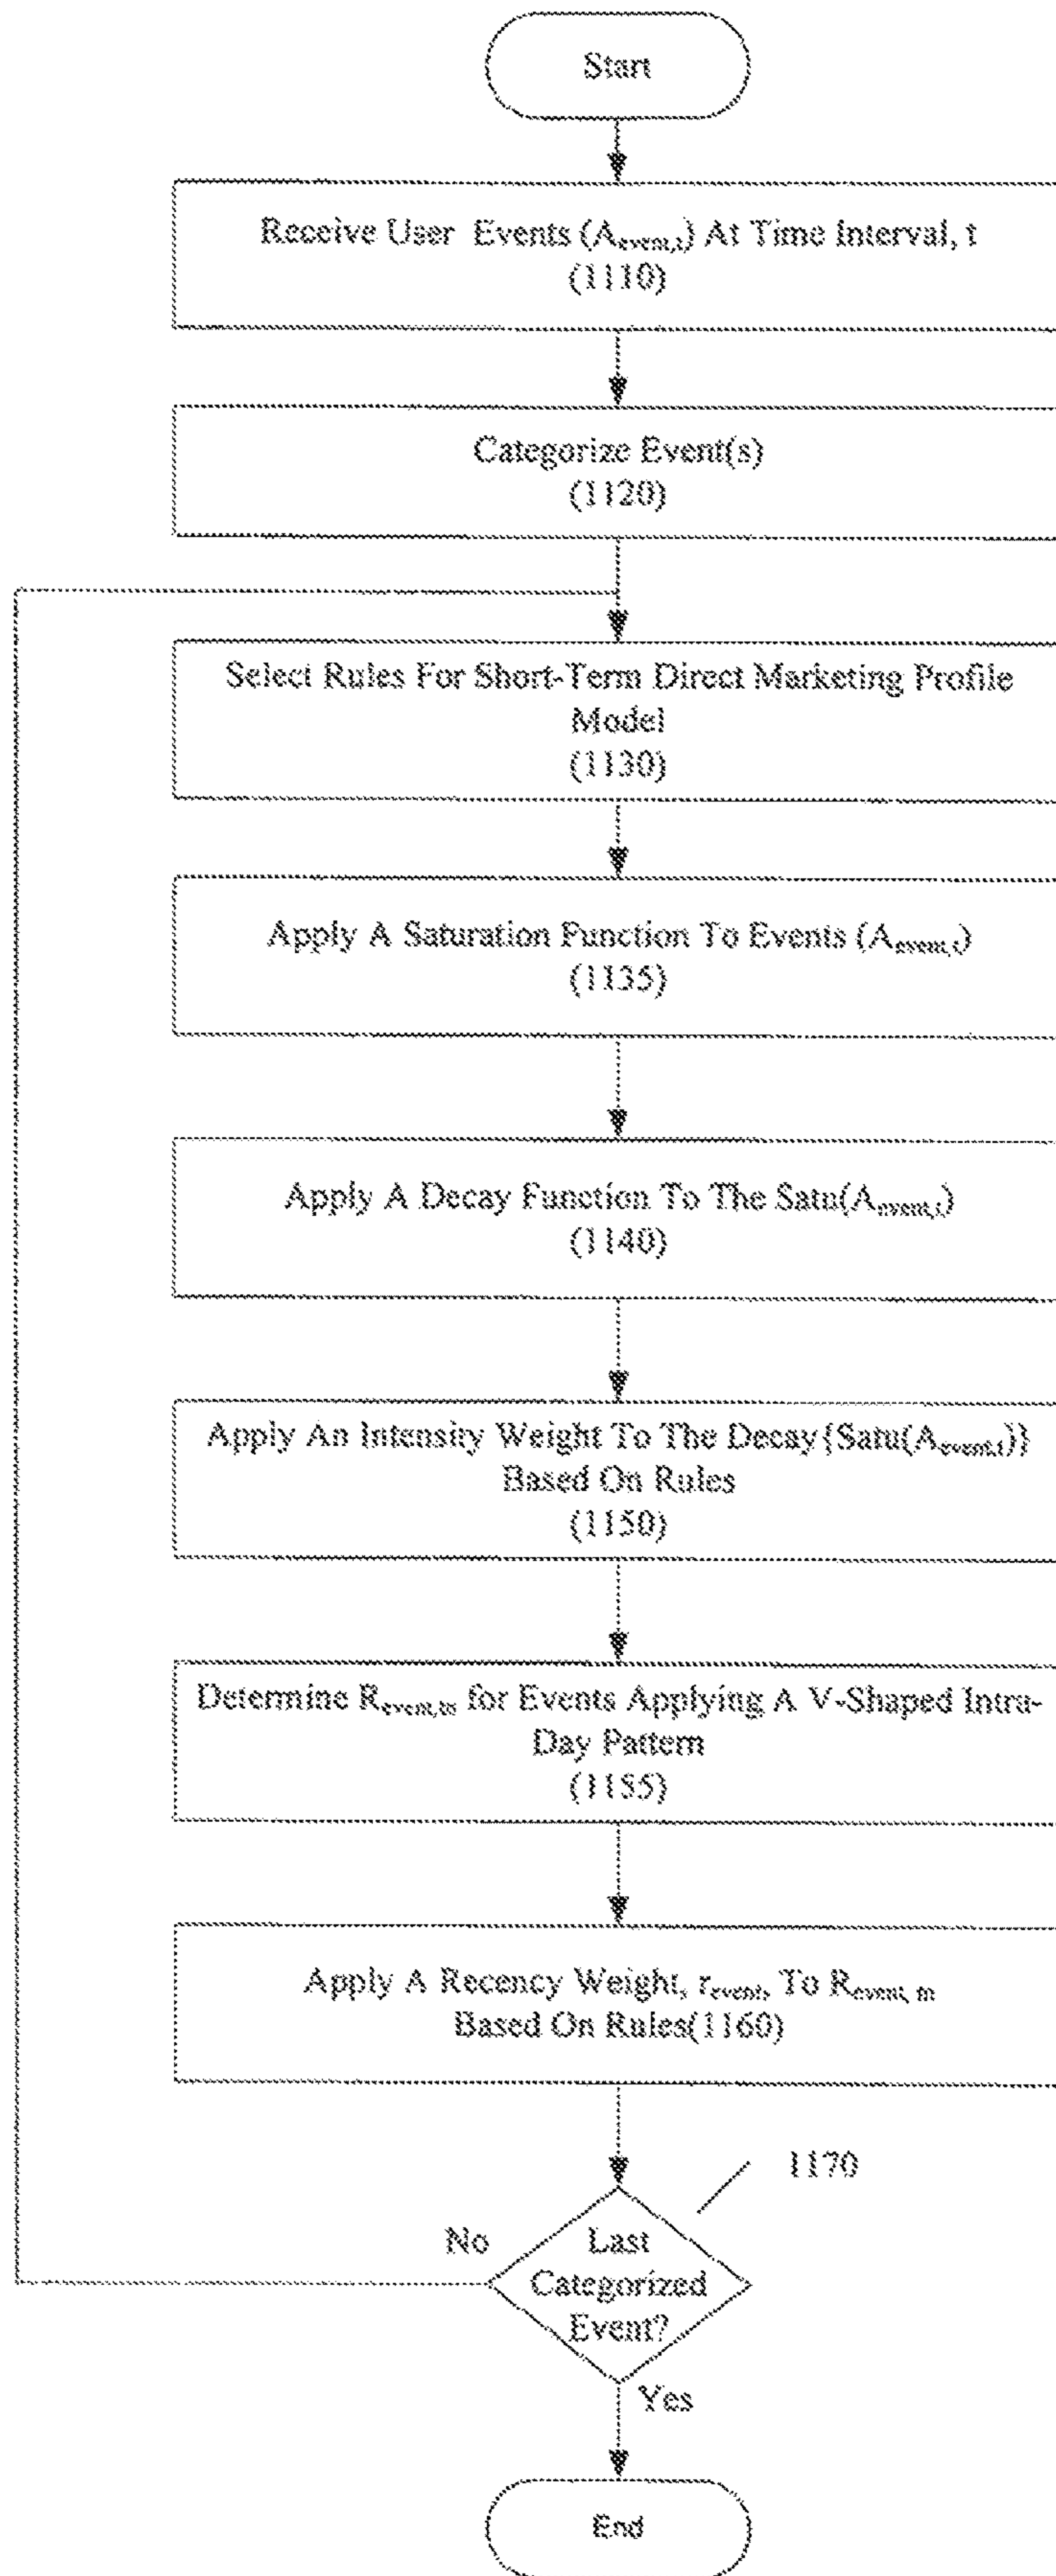 Start
Receive User Events (Aevent,t) At Time Interval, t
(1110)
Categorize Event(s)
(1120)
Select Rules For Short-Term Direct Marketing Profile
Model
(1130)
Apply A Saturation Function To Events (Aevent,t)
(1135)
Apply A Decay Function To The Satu(Aevent,t)
(1140)
Apply An Intensity Weight To The Decay{Satu(Aevent,t)}
Based On Rules
(1150)
Determine Revent,m for Events Applying A V-Shaped Intra-
Day Pattern
(1155)
Apply A Recency Weight, revent, To Revent, m
Based On Rules(1160)
1170
No
Last
Categorized
Event?
Yes
End